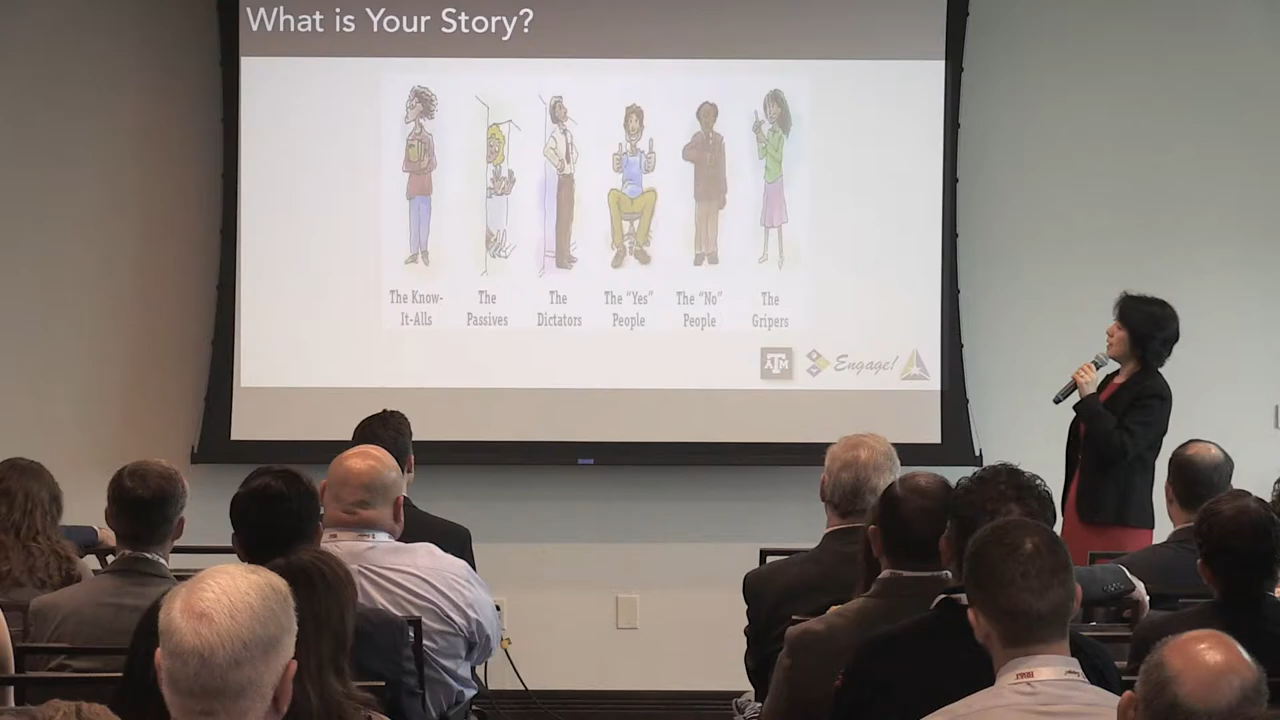 What is Your Story?
The Know-
It-Alls
The
Passives
The
Dictators
The "Yes"
People
The "No"
People
The
Gripers
ATM
Engage!